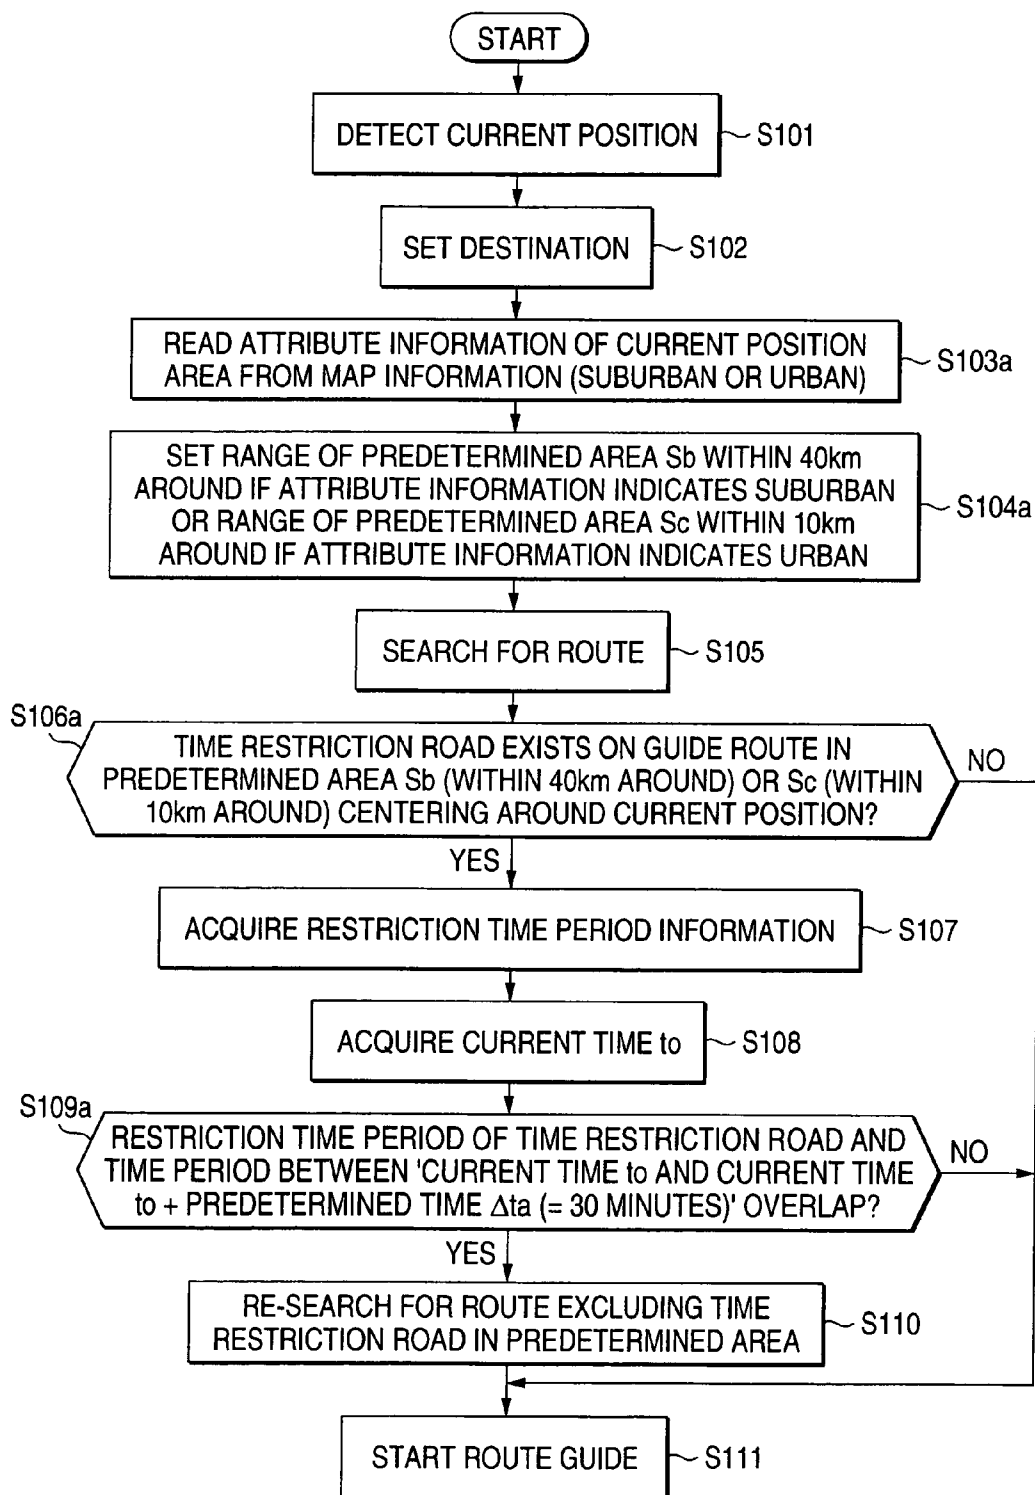 START
DETECT CURRENT POSITION
S101
SET DESTINATION
S102
READ ATTRIBUTE INFORMATION OF CURRENT POSITION
AREA FROM MAP INFORMATION (SUBURBAN OR URBAN)
S103a
SET RANGE OF PREDETERMINED AREA Sb WITHIN 40km
AROUND IF ATTRIBUTE INFORMATION INDICATES SUBURBAN
OR RANGE OF PREDETERMINED AREA Sc WITHIN 10km
AROUND IF ATTRIBUTE INFORMATION INDICATES URBAN
S104a
SEARCH FOR ROUTE
S105
S106a
TIME RESTRICTION ROAD EXISTS ON GUIDE ROUTE IN
PREDETERMINED AREA Sb (WITHIN 40km AROUND) OR Sc (WITHIN
10km AROUND) CENTERING AROUND CURRENT POSITION?
NO
YES
ACQUIRE RESTRICTION TIME PERIOD INFORMATION
S107
ACQUIRE CURRENT TIME to
S108
S109a
RESTRICTION TIME PERIOD OF TIME RESTRICTION ROAD AND
TIME PERIOD BETWEEN 'CURRENT TIME to AND CURRENT TIME
to + PREDETERMINED TIME Δta (= 30 MINUTES)' OVERLAP?
NO
YES
RE-SEARCH FOR ROUTE EXCLUDING TIME
RESTRICTION ROAD IN PREDETERMINED AREA
S110
START ROUTE GUIDE
S111